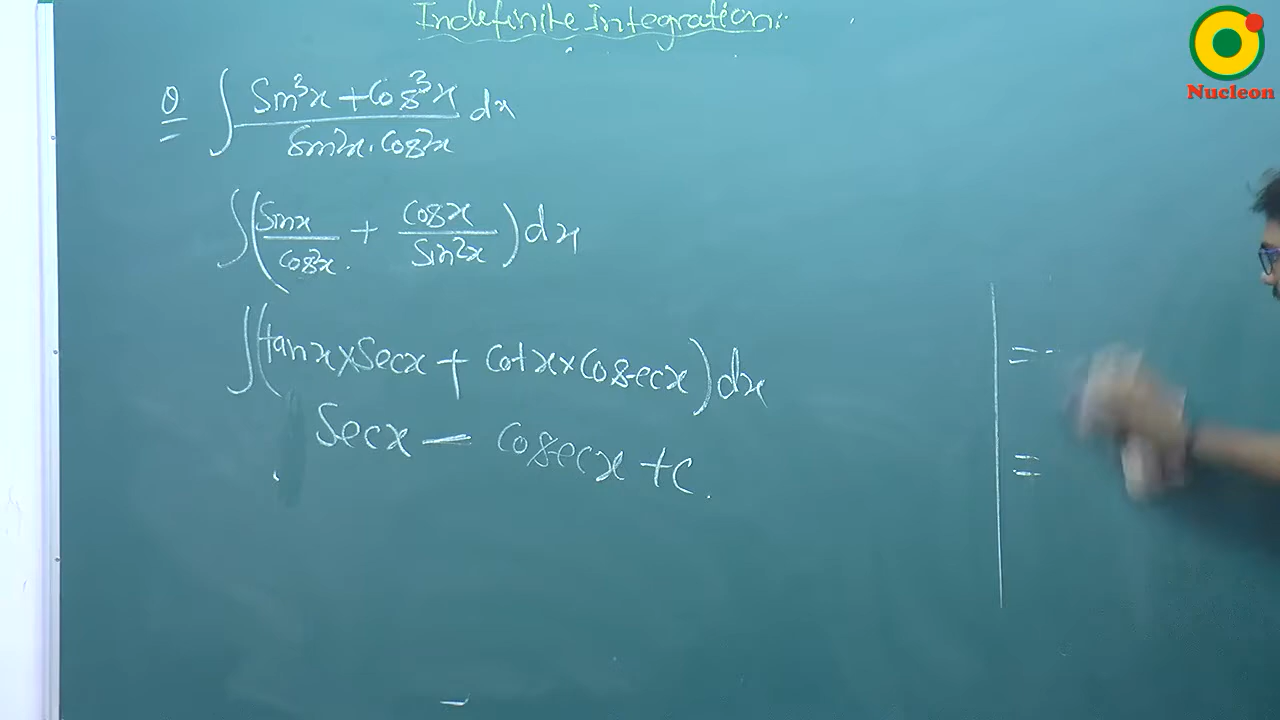 Indefinite Integration:
Nucleon
Q ∫ (Sin³x + Cos³x)/(Sin²x · Cos²x) dx
∫ (Sinx/Cos²x + Cosx/Sin²x) dx
∫ (tanx × Secx + Cotx × Cosecx) dx
Secx − Cosecx + C.
=
=